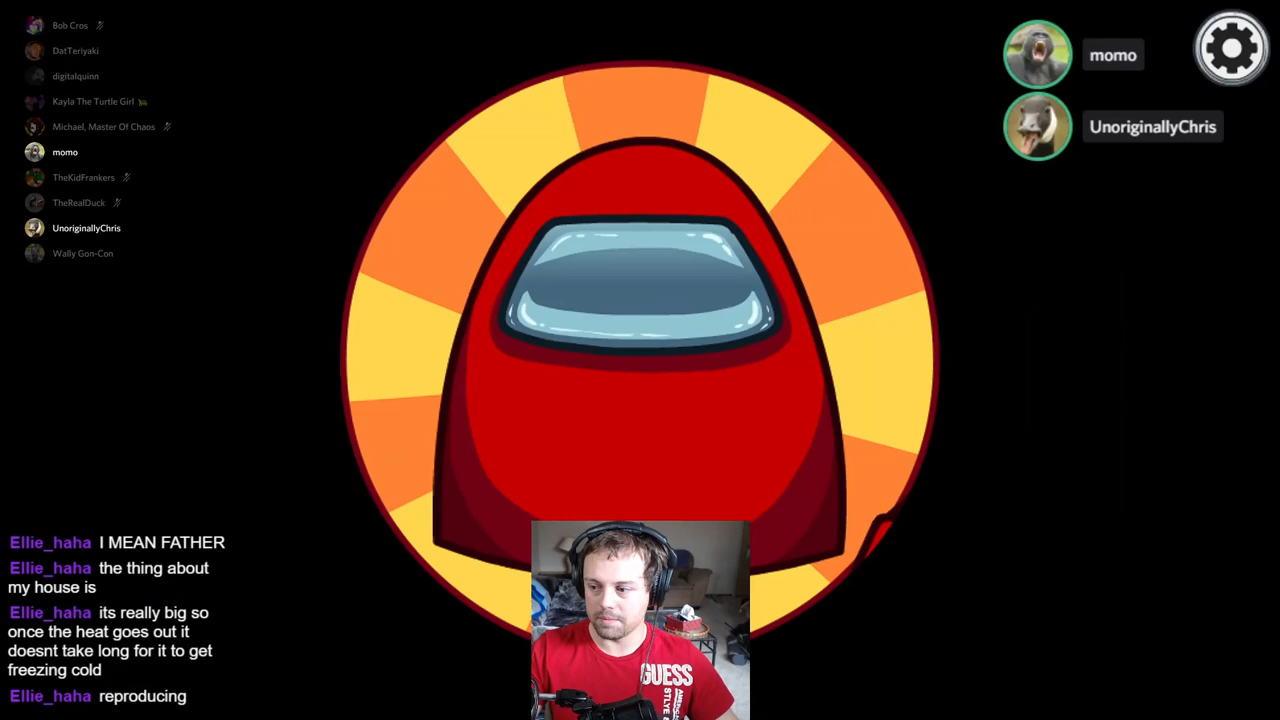 Bob Cros
DatTeriyaki
digitalquinn
Kayla The Turtle Girl
Michael, Master Of Chaos
momo
TheKidFrankers
TheRealDuck
UnoriginallyChris
Wally Gon-Con
momo
UnoriginallyChris
Ellie_haha I MEAN FATHER
Ellie_haha the thing about
my house is
Ellie_haha its really big so
once the heat goes out it
doesnt take long for it to get
freezing cold
Ellie_haha reproducing
GUESS